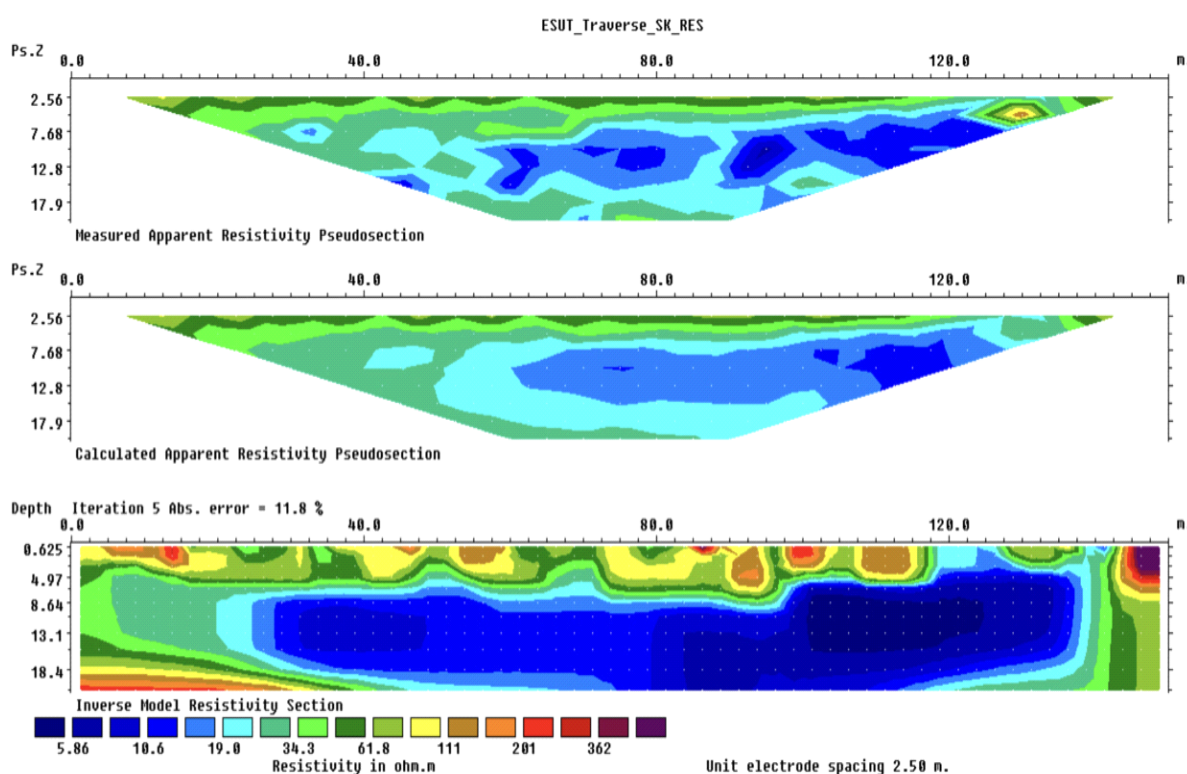 ESUT_Traverse_SK_RES
Ps.Z 0.0 40.0 80.0 120.0 m
2.56
7.68
12.8
17.9
Measured Apparent Resistivity Pseudosection
Ps.Z 0.0 40.0 80.0 120.0 m
2.56
7.68
12.8
17.9
Calculated Apparent Resistivity Pseudosection
Depth Iteration 5 Abs. error = 11.8 %
0.0 40.0 80.0 120.0 m
0.625
4.97
8.64
13.1
18.4
Inverse Model Resistivity Section
5.86 10.6 19.0 34.3 61.8 111 201 362
Resistivity in ohm.m Unit electrode spacing 2.50 m.